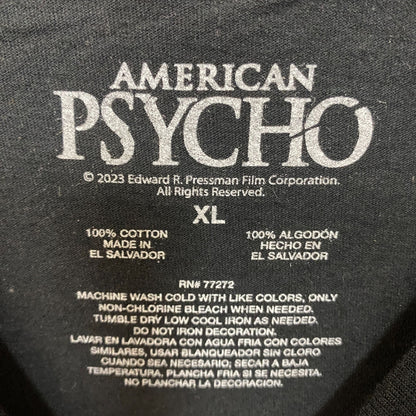 AMERICAN
PSYCHO
© 2023 Edward R. Pressman Film Corporation.
All Rights Reserved.
XL
100% COTTON
MADE IN
EL SALVADOR
100% ALGODÓN
HECHO EN
EL SALVADOR
RN# 77272
MACHINE WASH COLD WITH LIKE COLORS, ONLY
NON-CHLORINE BLEACH WHEN NEEDED.
TUMBLE DRY LOW COOL IRON AS NEEDED.
DO NOT IRON DECORATION.
LAVAR EN LAVADORA CON AGUA FRIA CON COLORES
SIMILARES, USAR BLANQUEADOR SIN CLORO
CUANDO SEA NECESARIO; SECAR A BAJA
TEMPERATURA. PLANCHA FRIA SI SE NECESITA.
NO PLANCHAR LA DECORACION.